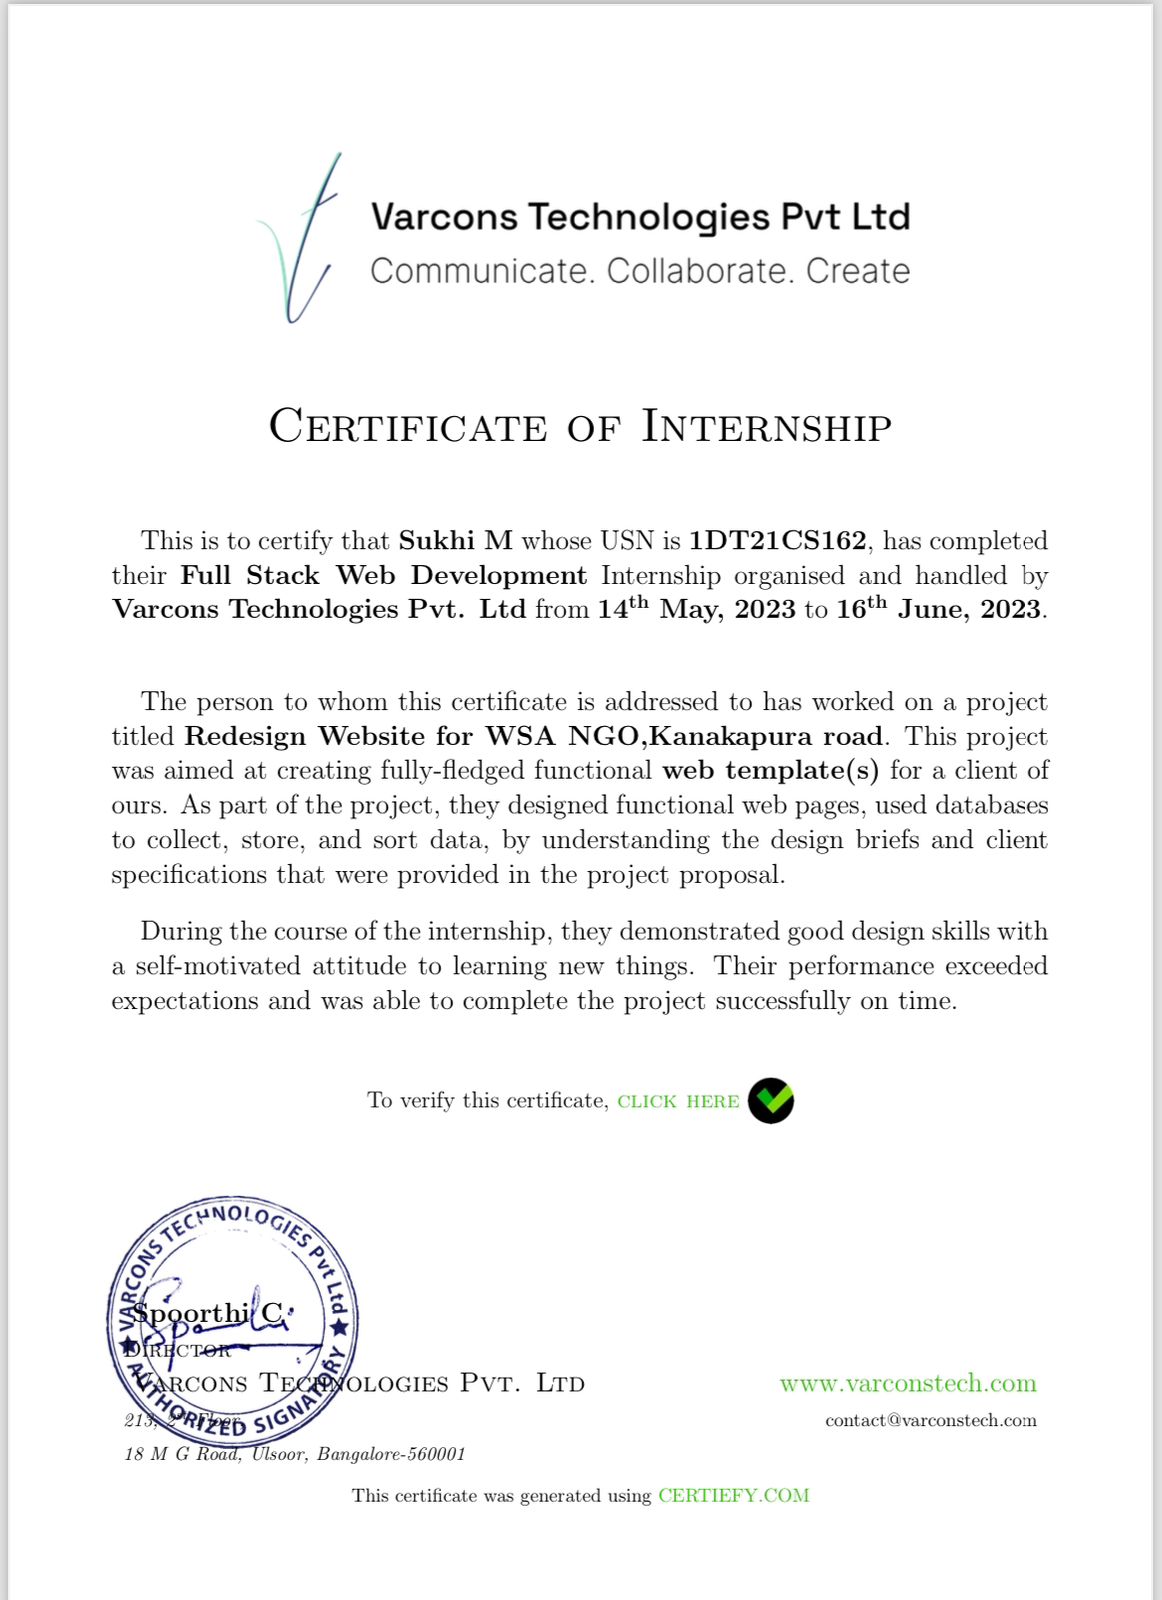 Varcons Technologies Pvt Ltd
Communicate. Collaborate. Create
Certificate of Internship
This is to certify that Sukhi M whose USN is 1DT21CS162, has completed
their Full Stack Web Development Internship organised and handled by
Varcons Technologies Pvt. Ltd from 14th May, 2023 to 16th June, 2023.
The person to whom this certificate is addressed to has worked on a project
titled Redesign Website for WSA NGO,Kanakapura road. This project
was aimed at creating fully-fledged functional web template(s) for a client of
ours. As part of the project, they designed functional web pages, used databases
to collect, store, and sort data, by understanding the design briefs and client
specifications that were provided in the project proposal.
During the course of the internship, they demonstrated good design skills with
a self-motivated attitude to learning new things. Their performance exceeded
expectations and was able to complete the project successfully on time.
To verify this certificate, CLICK HERE
VARCONS TECHNOLOGIES Pvt Ltd
AUTHORIZED SIGNATORY
Spoorthi C
Director
Varcons Technologies Pvt. Ltd
213, Floor,
18 M G Road, Ulsoor, Bangalore-560001
www.varconstech.com
contact@varconstech.com
This certificate was generated using CERTIEFY.COM